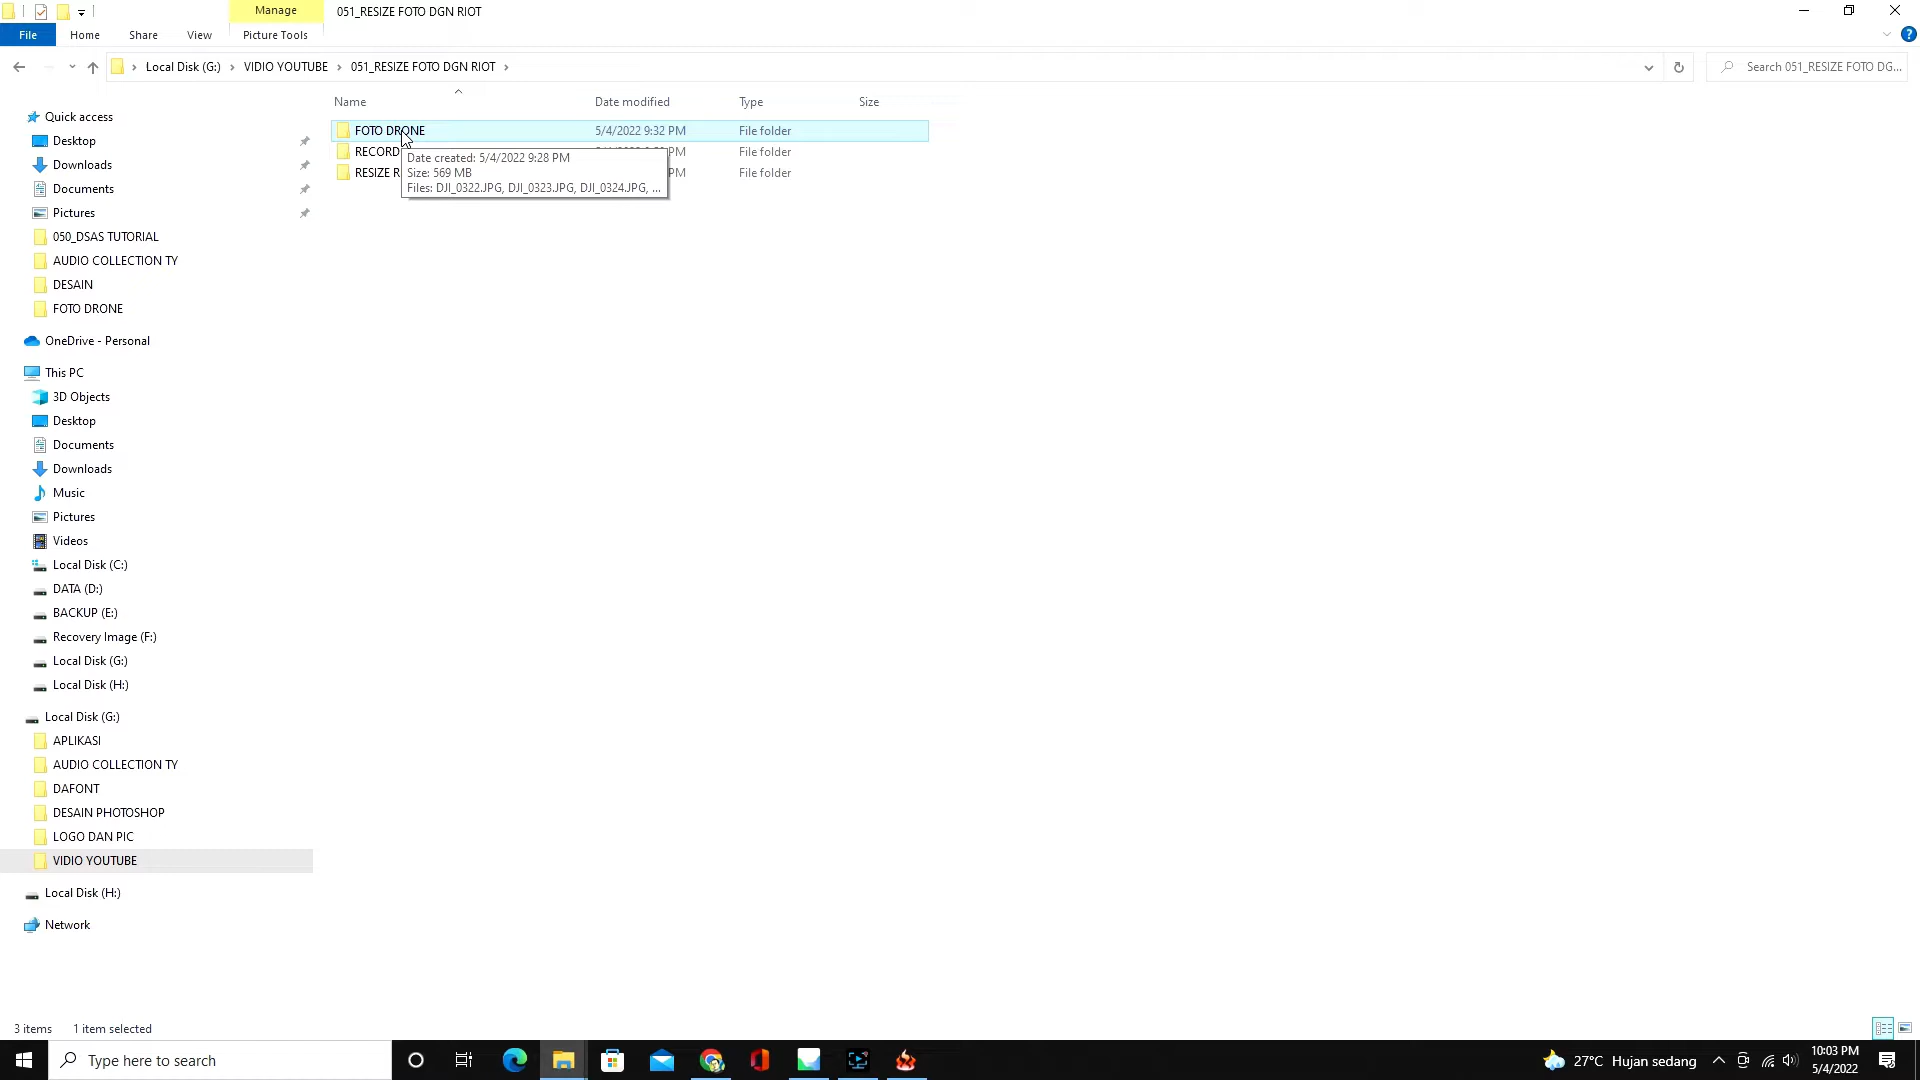 Manage
051_RESIZE FOTO DGN RIOT
File
Home
Share
View
Picture Tools
Local Disk (G:)
VIDIO YOUTUBE
051_RESIZE FOTO DGN RIOT
Search 051_RESIZE FOTO DG...
Name
Date modified
Type
Size
FOTO DRONE
5/4/2022 9:32 PM
File folder
RECORD
PM
File folder
RESIZE R
PM
File folder
Date created: 5/4/2022 9:28 PM
Size: 569 MB
Files: DJI_0322.JPG, DJI_0323.JPG, DJI_0324.JPG, ...
Quick access
Desktop
Downloads
Documents
Pictures
050_DSAS TUTORIAL
AUDIO COLLECTION TY
DESAIN
FOTO DRONE
OneDrive - Personal
This PC
3D Objects
Desktop
Documents
Downloads
Music
Pictures
Videos
Local Disk (C:)
DATA (D:)
BACKUP (E:)
Recovery Image (F:)
Local Disk (G:)
Local Disk (H:)
Local Disk (G:)
APLIKASI
AUDIO COLLECTION TY
DAFONT
DESAIN PHOTOSHOP
LOGO DAN PIC
VIDIO YOUTUBE
Local Disk (H:)
Network
3 items
1 item selected
Type here to search
27°C Hujan sedang
10:03 PM
5/4/2022